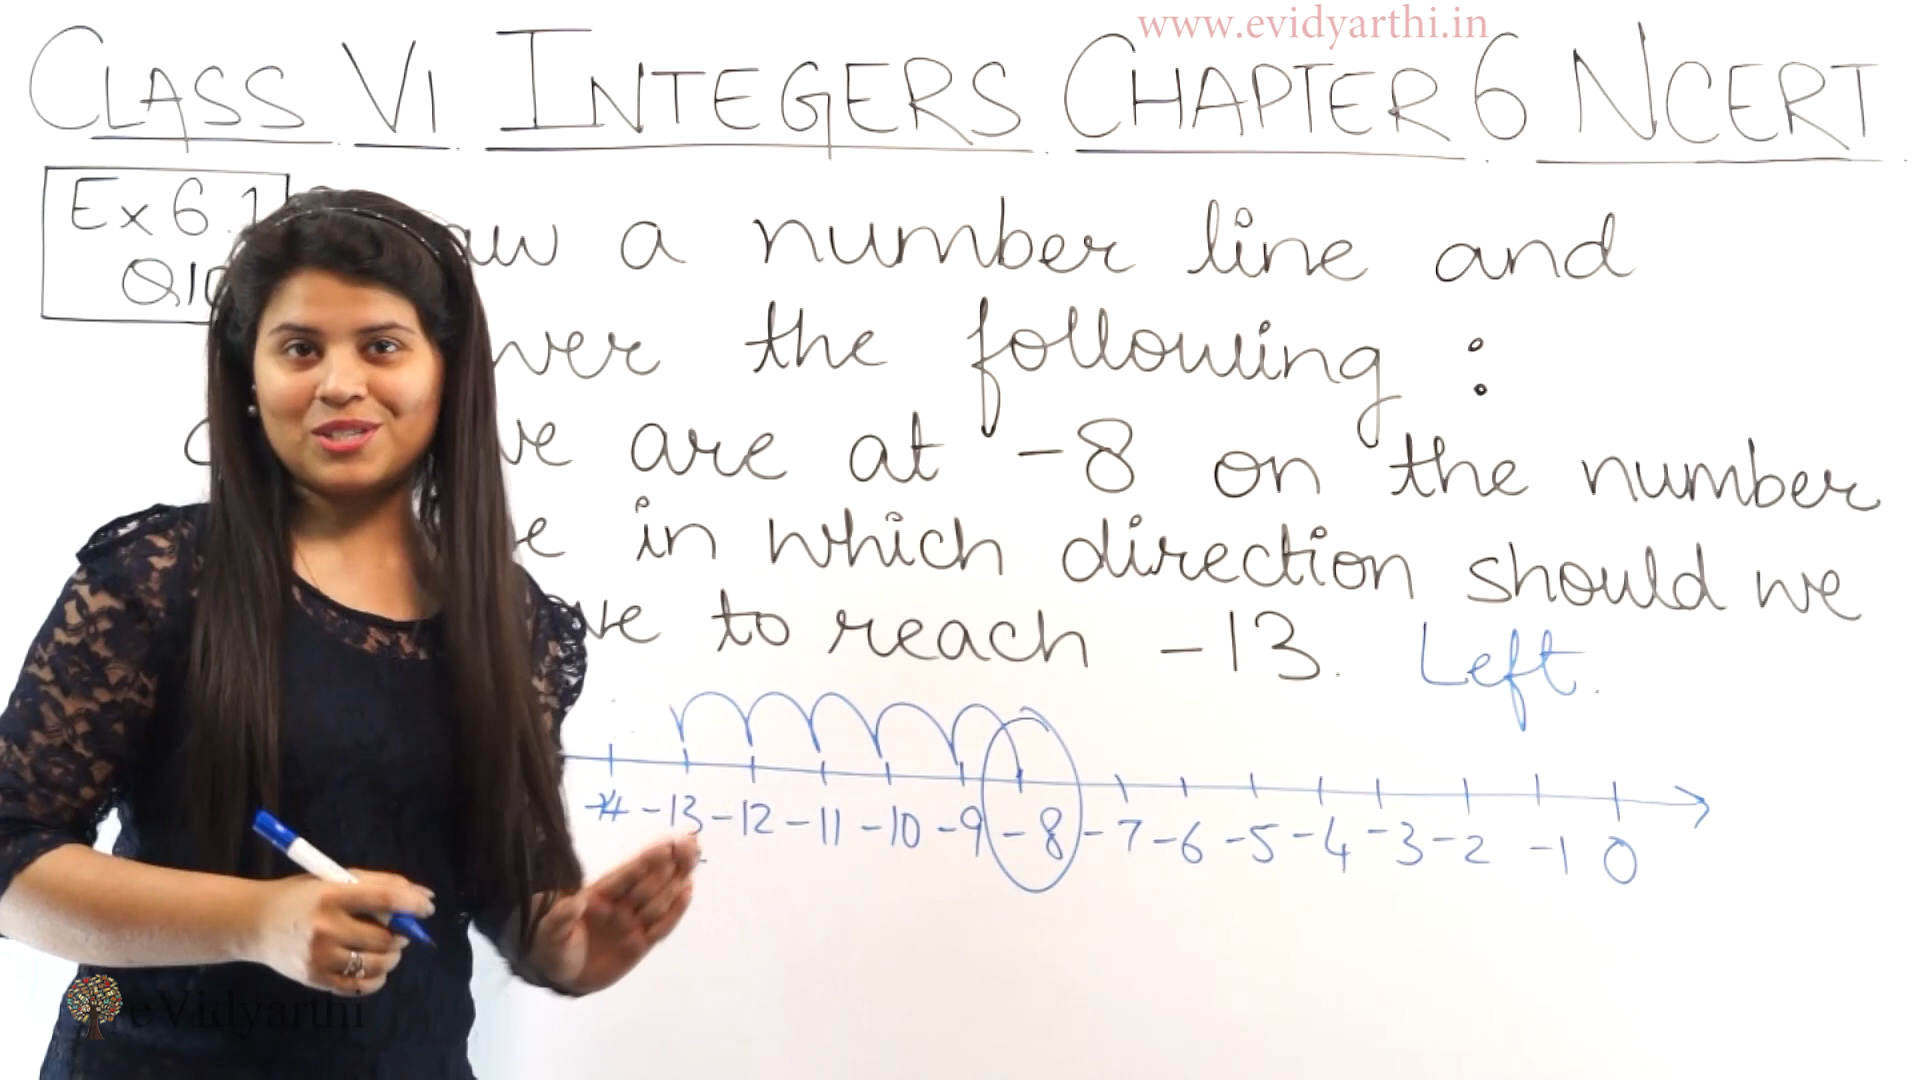 www.evidyarthi.in
CLASS VI INTEGERS CHAPTER 6 NCERT
Ex 6.1 a number line and
the following :
are at -8 on the number
in which direction should we
to reach -13. Left.
-13 -12 -11 -10 -9 -8 -7 -6 -5 -4 -3 -2 -1 0
eVidyarthi